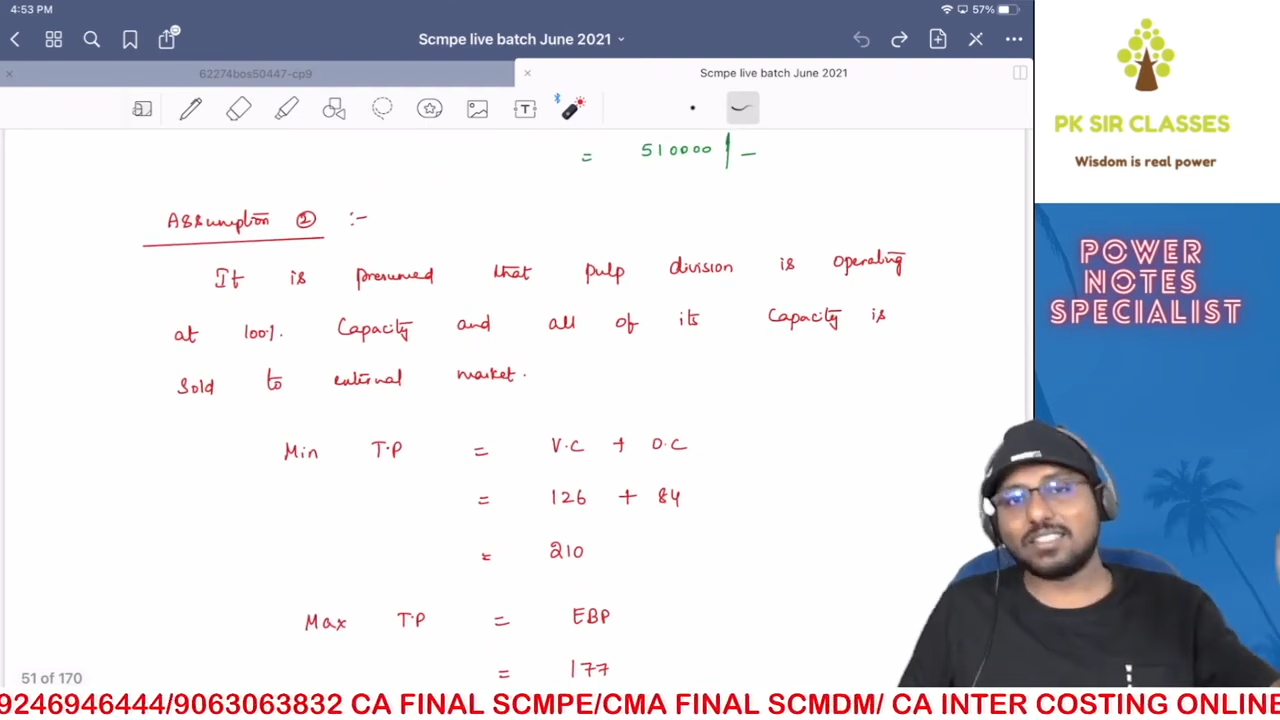 4:53 PM
57%
Scmpe live batch June 2021
62274bos50447-cp9
Scmpe live batch June 2021
T
= 510000/-
Assumption ② :-
It is presumed that pulp division is operating
at 100%. Capacity and all of its Capacity is
Sold to external market.
Min T.P = V.C + O.C
= 126 + 84
= 210
Max T.P = EBP
= 177
51 of 170
PK SIR CLASSES
Wisdom is real power
POWER
NOTES
SPECIALIST
9246946444/9063063832 CA FINAL SCMPE/CMA FINAL SCMDM/ CA INTER COSTING ONLINE